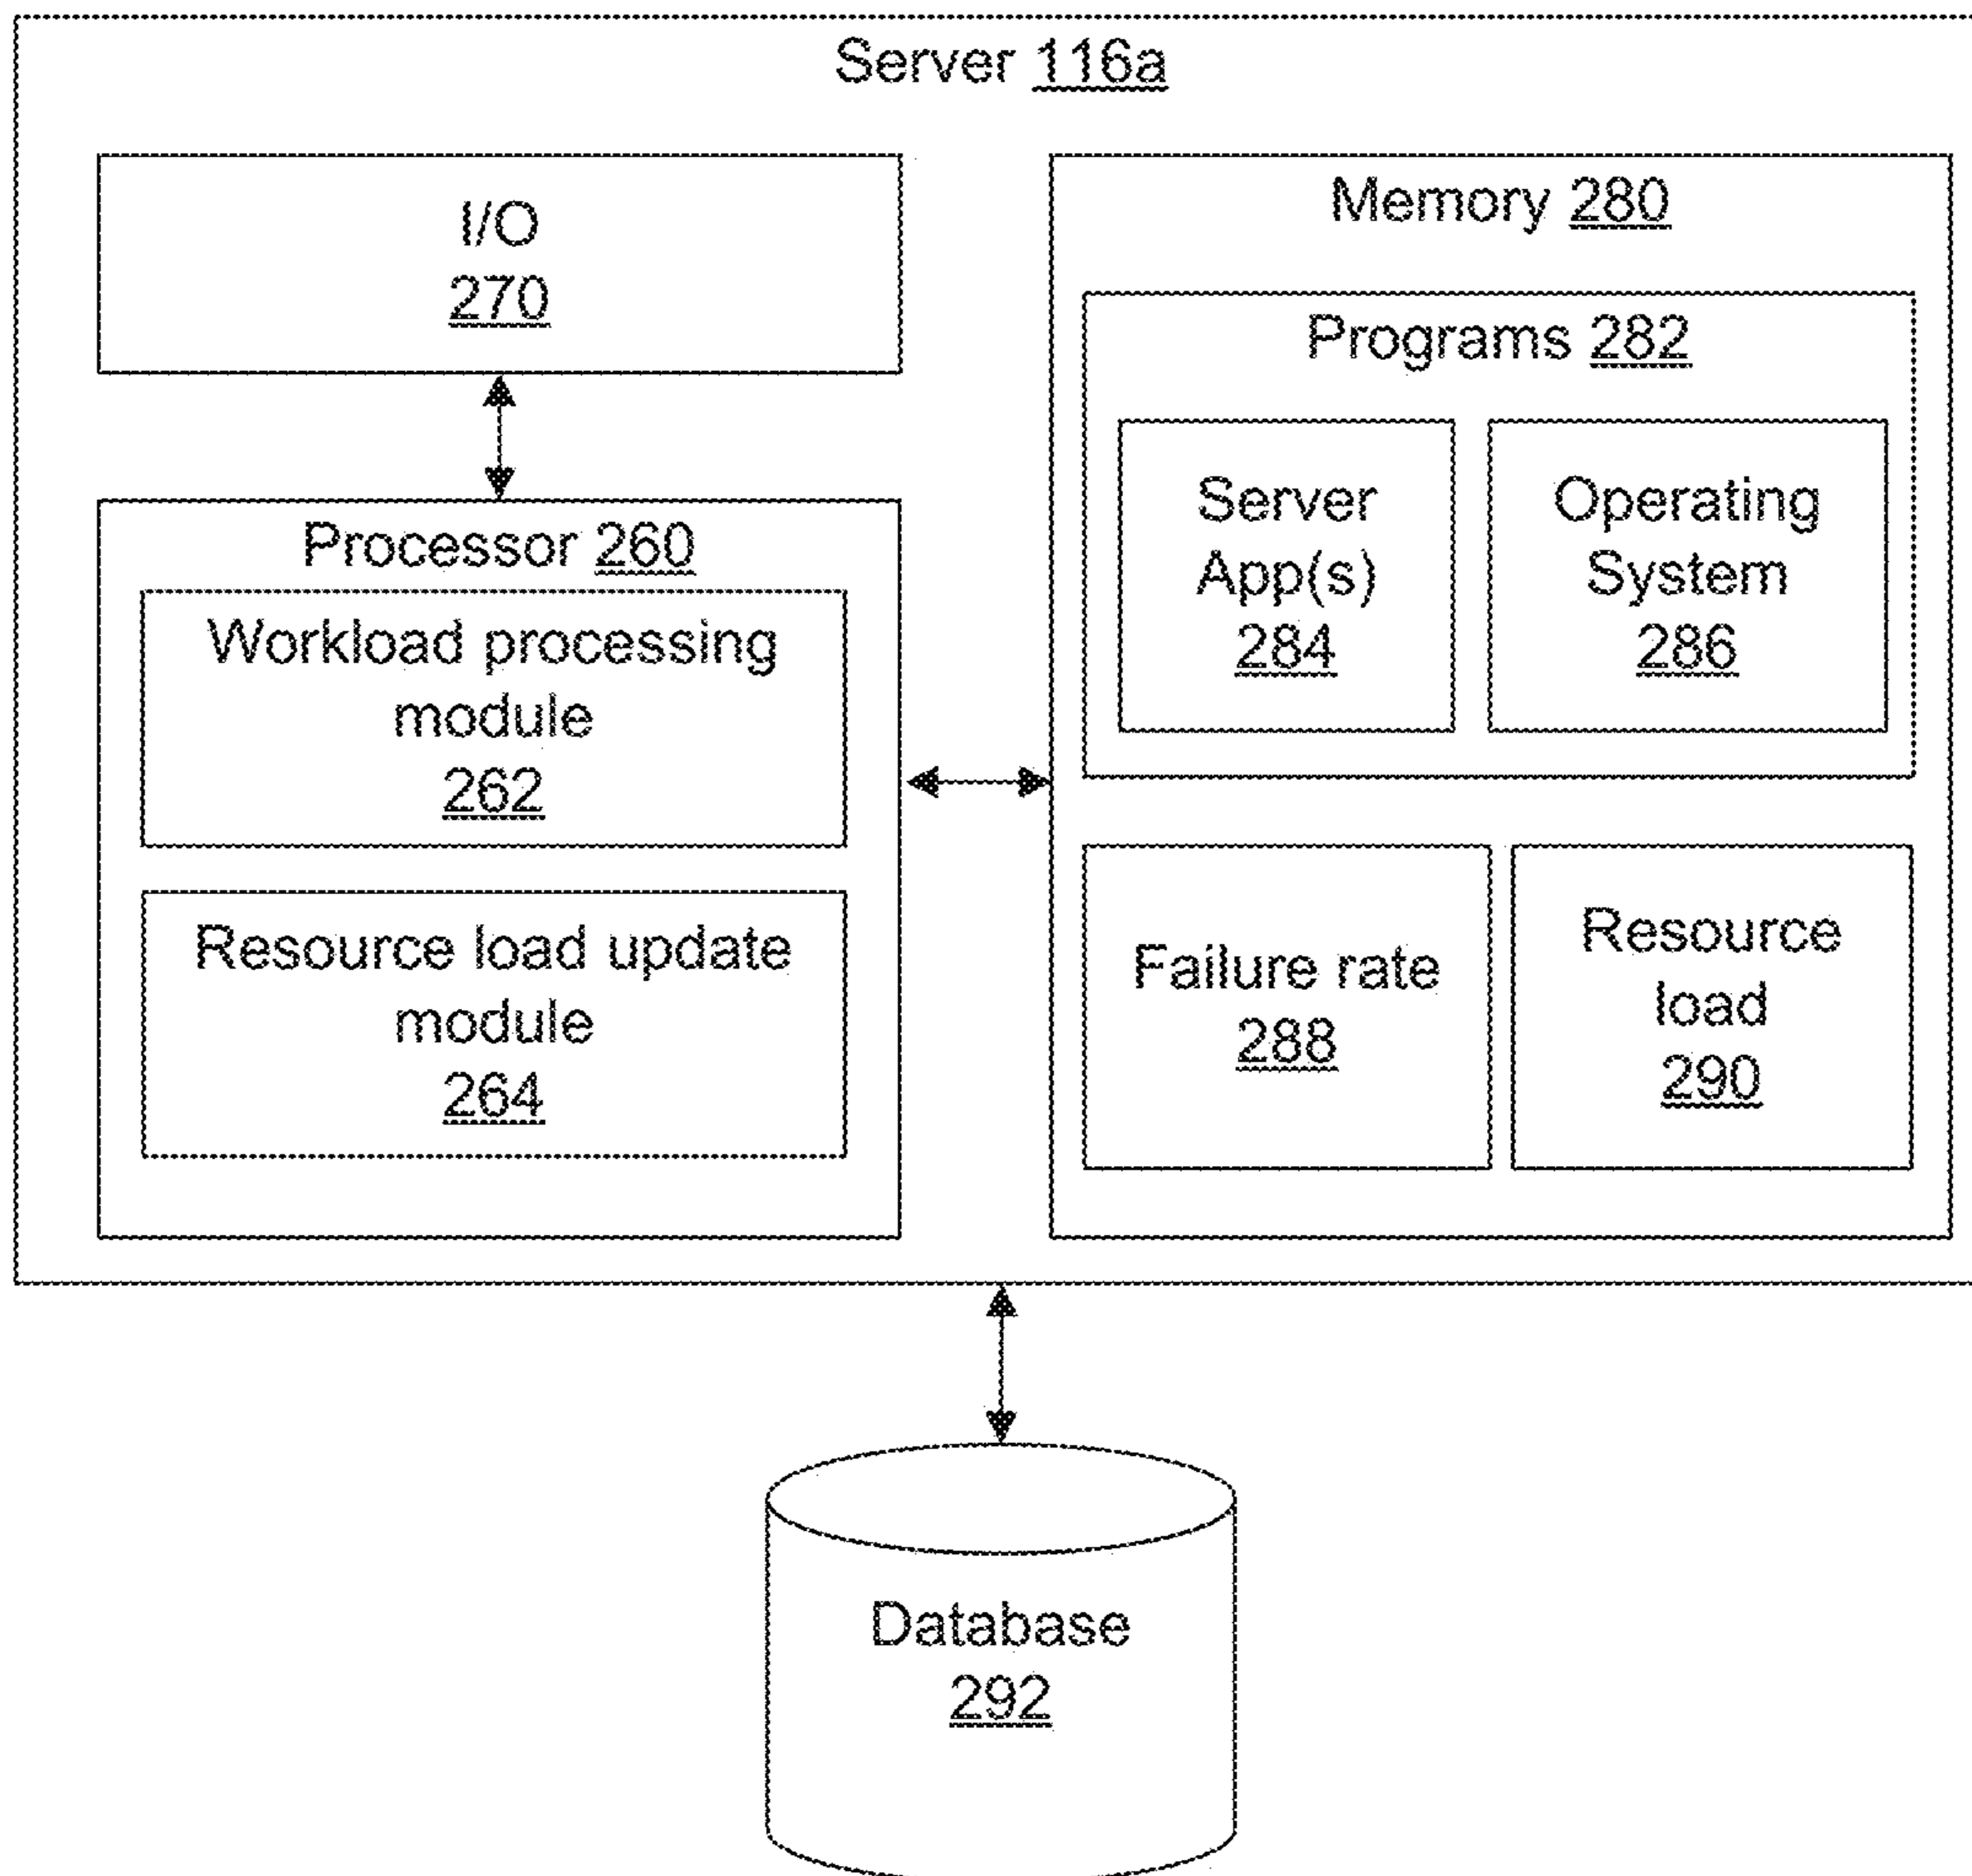 Server 116a
I/O
270
Processor 260
Workload processing
module
262
Resource load update
module
264
Memory 280
Programs 282
Server
App(s)
284
Operating
System
286
Failure rate
288
Resource
load
290
Database
292